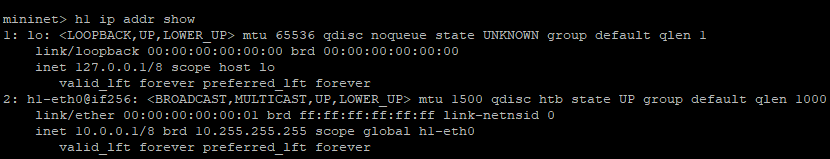 mininet> h1 ip addr show
1: lo: <LOOPBACK,UP,LOWER_UP> mtu 65536 qdisc noqueue state UNKNOWN group default qlen 1
    link/loopback 00:00:00:00:00:00 brd 00:00:00:00:00:00
    inet 127.0.0.1/8 scope host lo
       valid_lft forever preferred_lft forever
2: h1-eth0@if256: <BROADCAST,MULTICAST,UP,LOWER_UP> mtu 1500 qdisc htb state UP group default qlen 1000
    link/ether 00:00:00:00:00:01 brd ff:ff:ff:ff:ff:ff link-netnsid 0
    inet 10.0.0.1/8 brd 10.255.255.255 scope global h1-eth0
       valid_lft forever preferred_lft forever